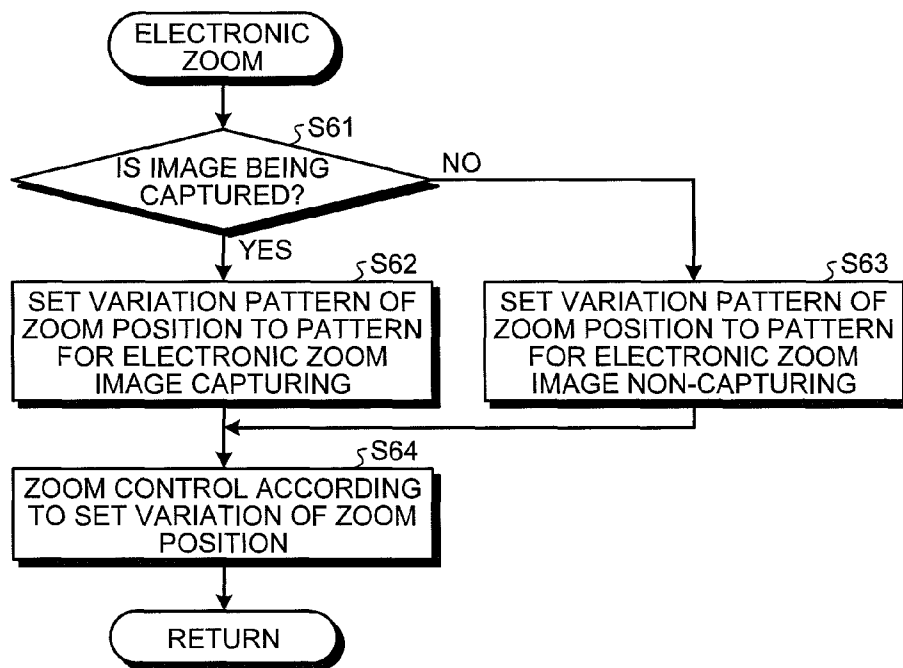 ELECTRONIC
ZOOM
S61
IS IMAGE BEING
CAPTURED?
NO
YES
S62
SET VARIATION PATTERN OF
ZOOM POSITION TO PATTERN
FOR ELECTRONIC ZOOM
IMAGE CAPTURING
S63
SET VARIATION PATTERN OF
ZOOM POSITION TO PATTERN
FOR ELECTRONIC ZOOM
IMAGE NON-CAPTURING
S64
ZOOM CONTROL ACCORDING
TO SET VARIATION OF ZOOM
POSITION
RETURN